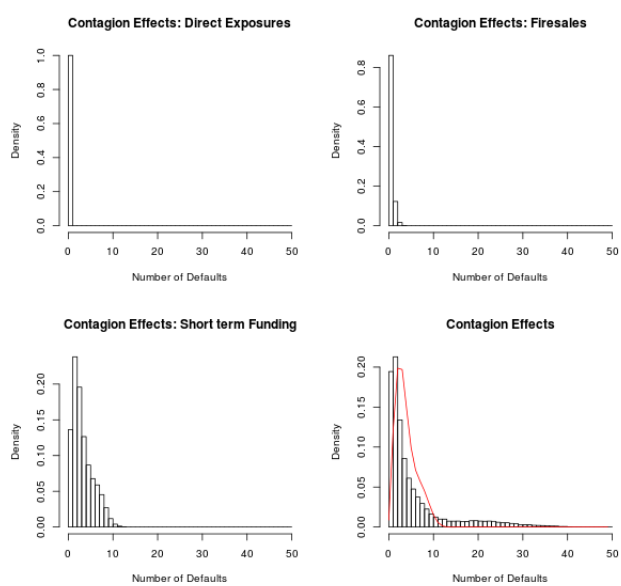 Contagion Effects: Direct Exposures
Density
0.0 0.2 0.4 0.6 0.8 1.0
0 10 20 30 40 50
Number of Defaults
Contagion Effects: Firesales
Density
0.0 0.2 0.4 0.6 0.8
0 10 20 30 40 50
Number of Defaults
Contagion Effects: Short term Funding
Density
0.00 0.05 0.10 0.15 0.20
0 10 20 30 40 50
Number of Defaults
Contagion Effects
Density
0.00 0.05 0.10 0.15 0.20
0 10 20 30 40 50
Number of Defaults